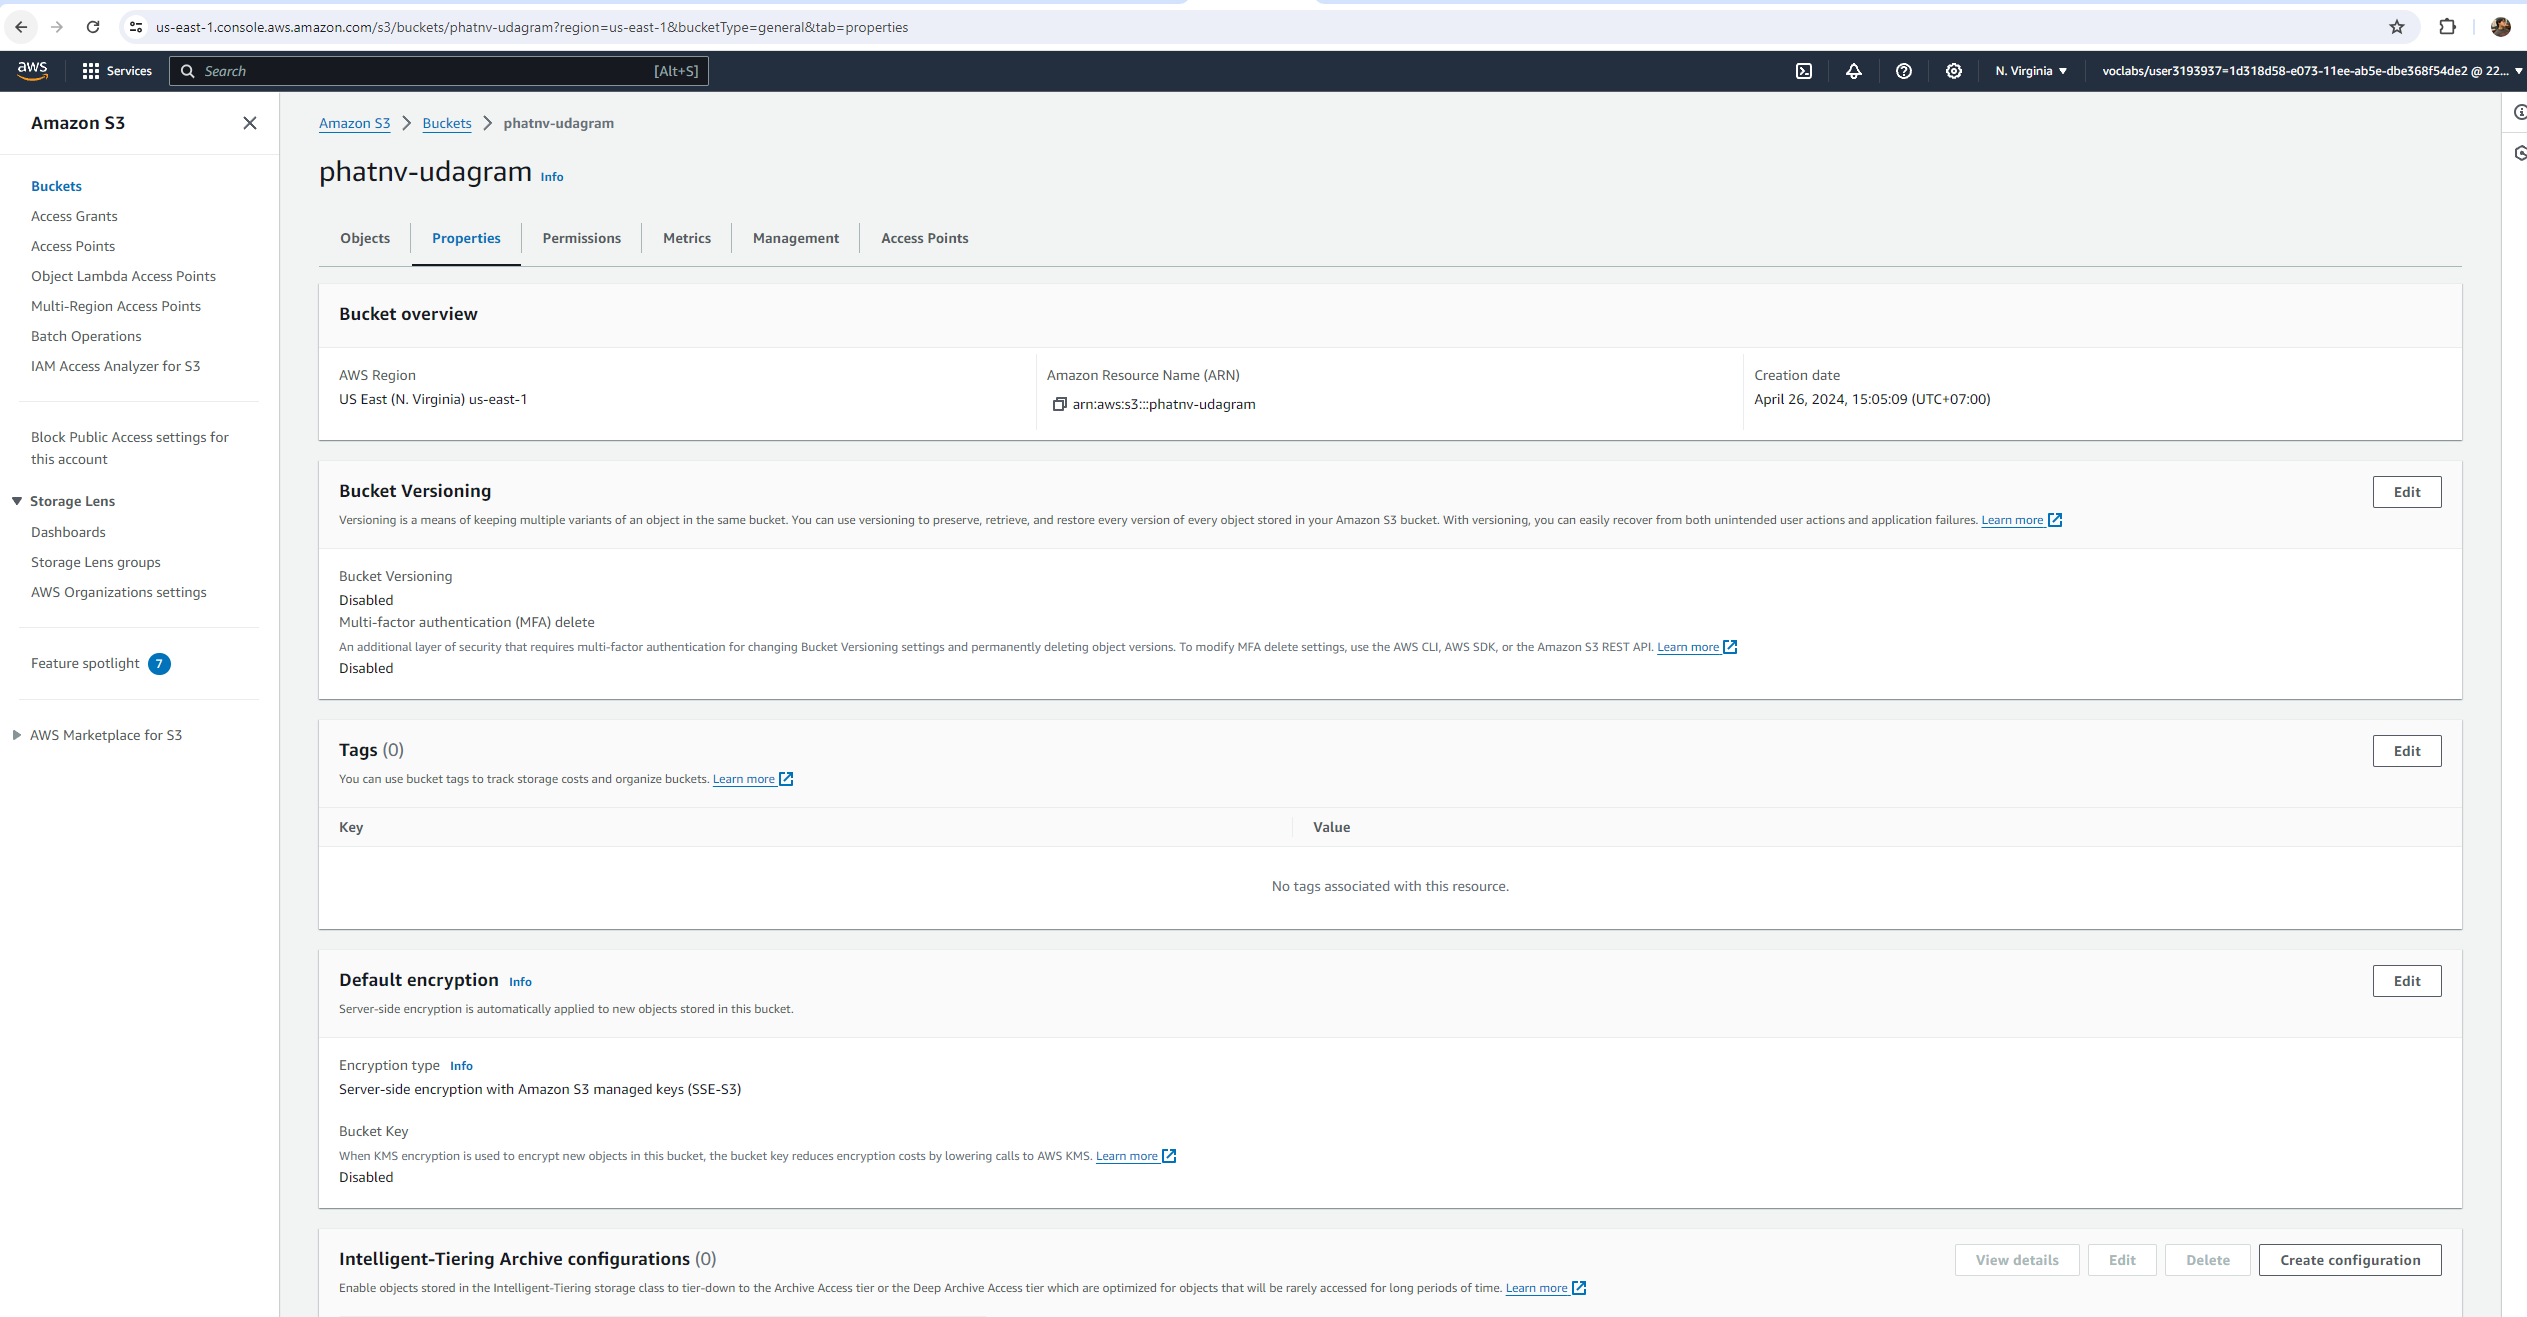 us-east-1.console.aws.amazon.com/s3/buckets/phatnv-udagram?region=us-east-1&bucketType=general&tab=properties
aws
Services
Search
[Alt+S]
N. Virginia
voclabs/user3193937=1d318d58-e073-11ee-ab5e-dbe368f54de2 @ 22...
Amazon S3
Buckets
Access Grants
Access Points
Object Lambda Access Points
Multi-Region Access Points
Batch Operations
IAM Access Analyzer for S3
Block Public Access settings for
this account
Storage Lens
Dashboards
Storage Lens groups
AWS Organizations settings
Feature spotlight 7
AWS Marketplace for S3
Amazon S3 > Buckets > phatnv-udagram
phatnv-udagram Info
Objects
Properties
Permissions
Metrics
Management
Access Points
Bucket overview
AWS Region
US East (N. Virginia) us-east-1
Amazon Resource Name (ARN)
arn:aws:s3:::phatnv-udagram
Creation date
April 26, 2024, 15:05:09 (UTC+07:00)
Bucket Versioning
Edit
Versioning is a means of keeping multiple variants of an object in the same bucket. You can use versioning to preserve, retrieve, and restore every version of every object stored in your Amazon S3 bucket. With versioning, you can easily recover from both unintended user actions and application failures. Learn more
Bucket Versioning
Disabled
Multi-factor authentication (MFA) delete
An additional layer of security that requires multi-factor authentication for changing Bucket Versioning settings and permanently deleting object versions. To modify MFA delete settings, use the AWS CLI, AWS SDK, or the Amazon S3 REST API. Learn more
Disabled
Tags (0)
Edit
You can use bucket tags to track storage costs and organize buckets. Learn more
Key
Value
No tags associated with this resource.
Default encryption Info
Edit
Server-side encryption is automatically applied to new objects stored in this bucket.
Encryption type Info
Server-side encryption with Amazon S3 managed keys (SSE-S3)
Bucket Key
When KMS encryption is used to encrypt new objects in this bucket, the bucket key reduces encryption costs by lowering calls to AWS KMS. Learn more
Disabled
Intelligent-Tiering Archive configurations (0)
View details
Edit
Delete
Create configuration
Enable objects stored in the Intelligent-Tiering storage class to tier-down to the Archive Access tier or the Deep Archive Access tier which are optimized for objects that will be rarely accessed for long periods of time. Learn more